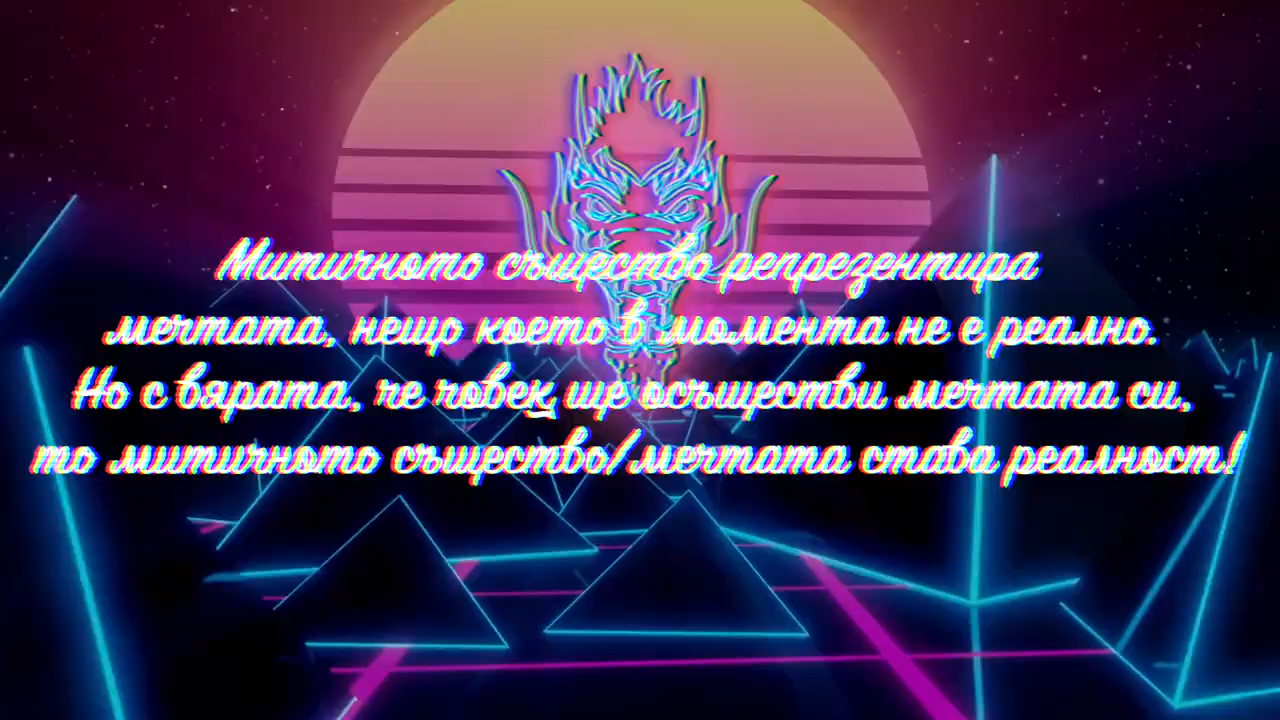 Митичното същество репрезентира
мечтата, нещо което в момента не е реално.
Но с вярата, че човек ще осъществи мечтата си,
то митичното същество/мечтата става реалност!